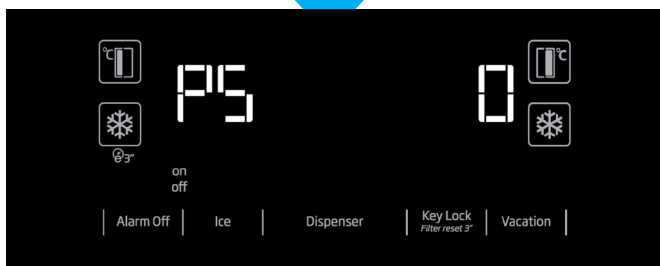 °C
°C
PS 0
3"
on
off
Alarm Off
Ice
Dispenser
Key Lock
Filter reset 3"
Vacation